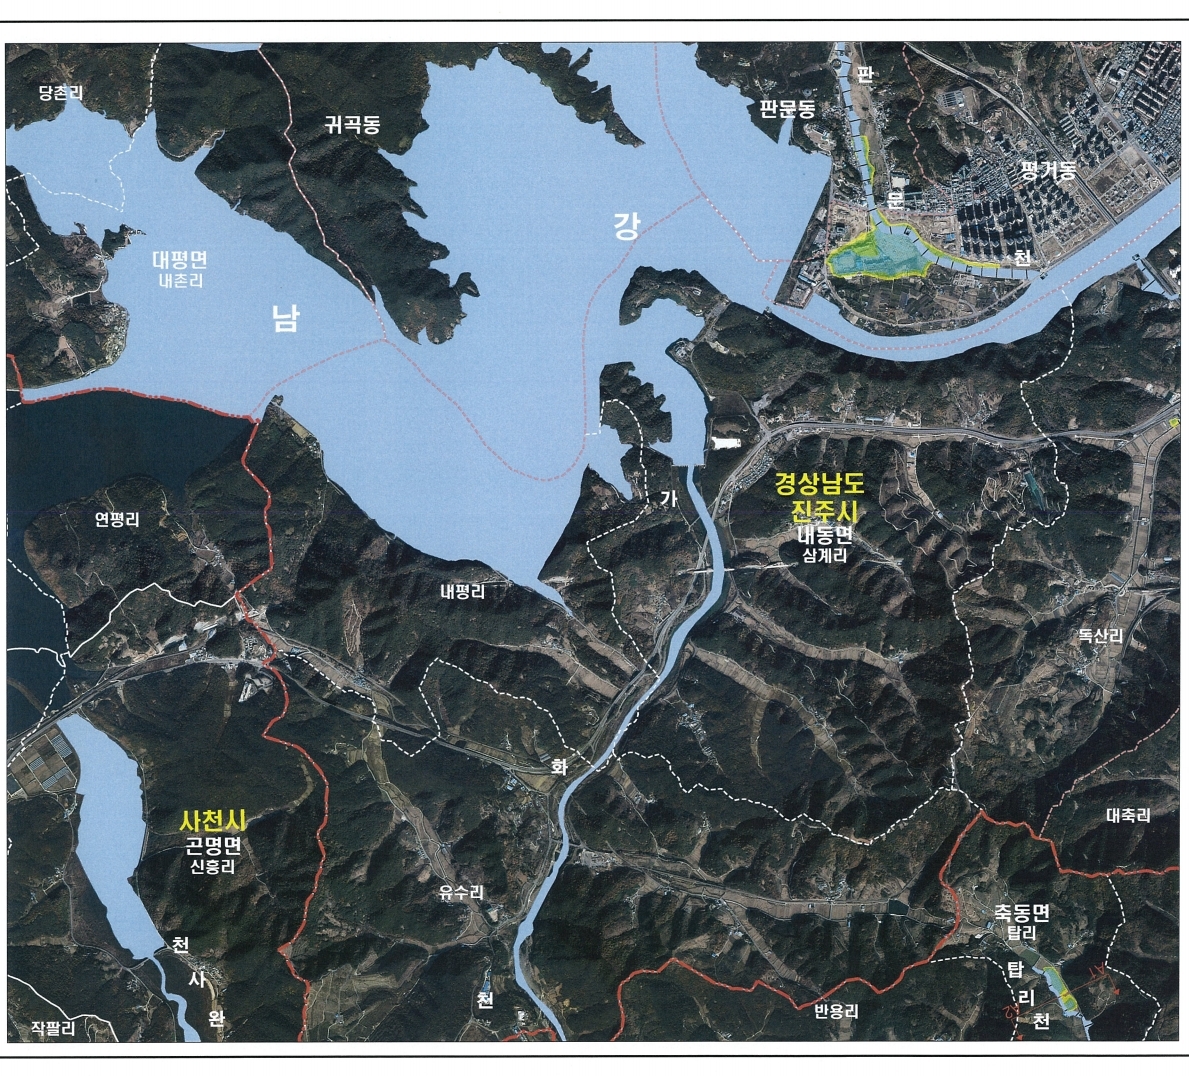 당촌리
귀곡동
판문동
판
문
천
평거동
강
대평면
내촌리
남
연평리
내평리
가
화
천
경상남도
진주시
내동면
삼계리
독산리
대축리
사천시
곤명면
신흥리
유수리
천
사
완
작팔리
축동면
탑리
탑
리
천
반용리